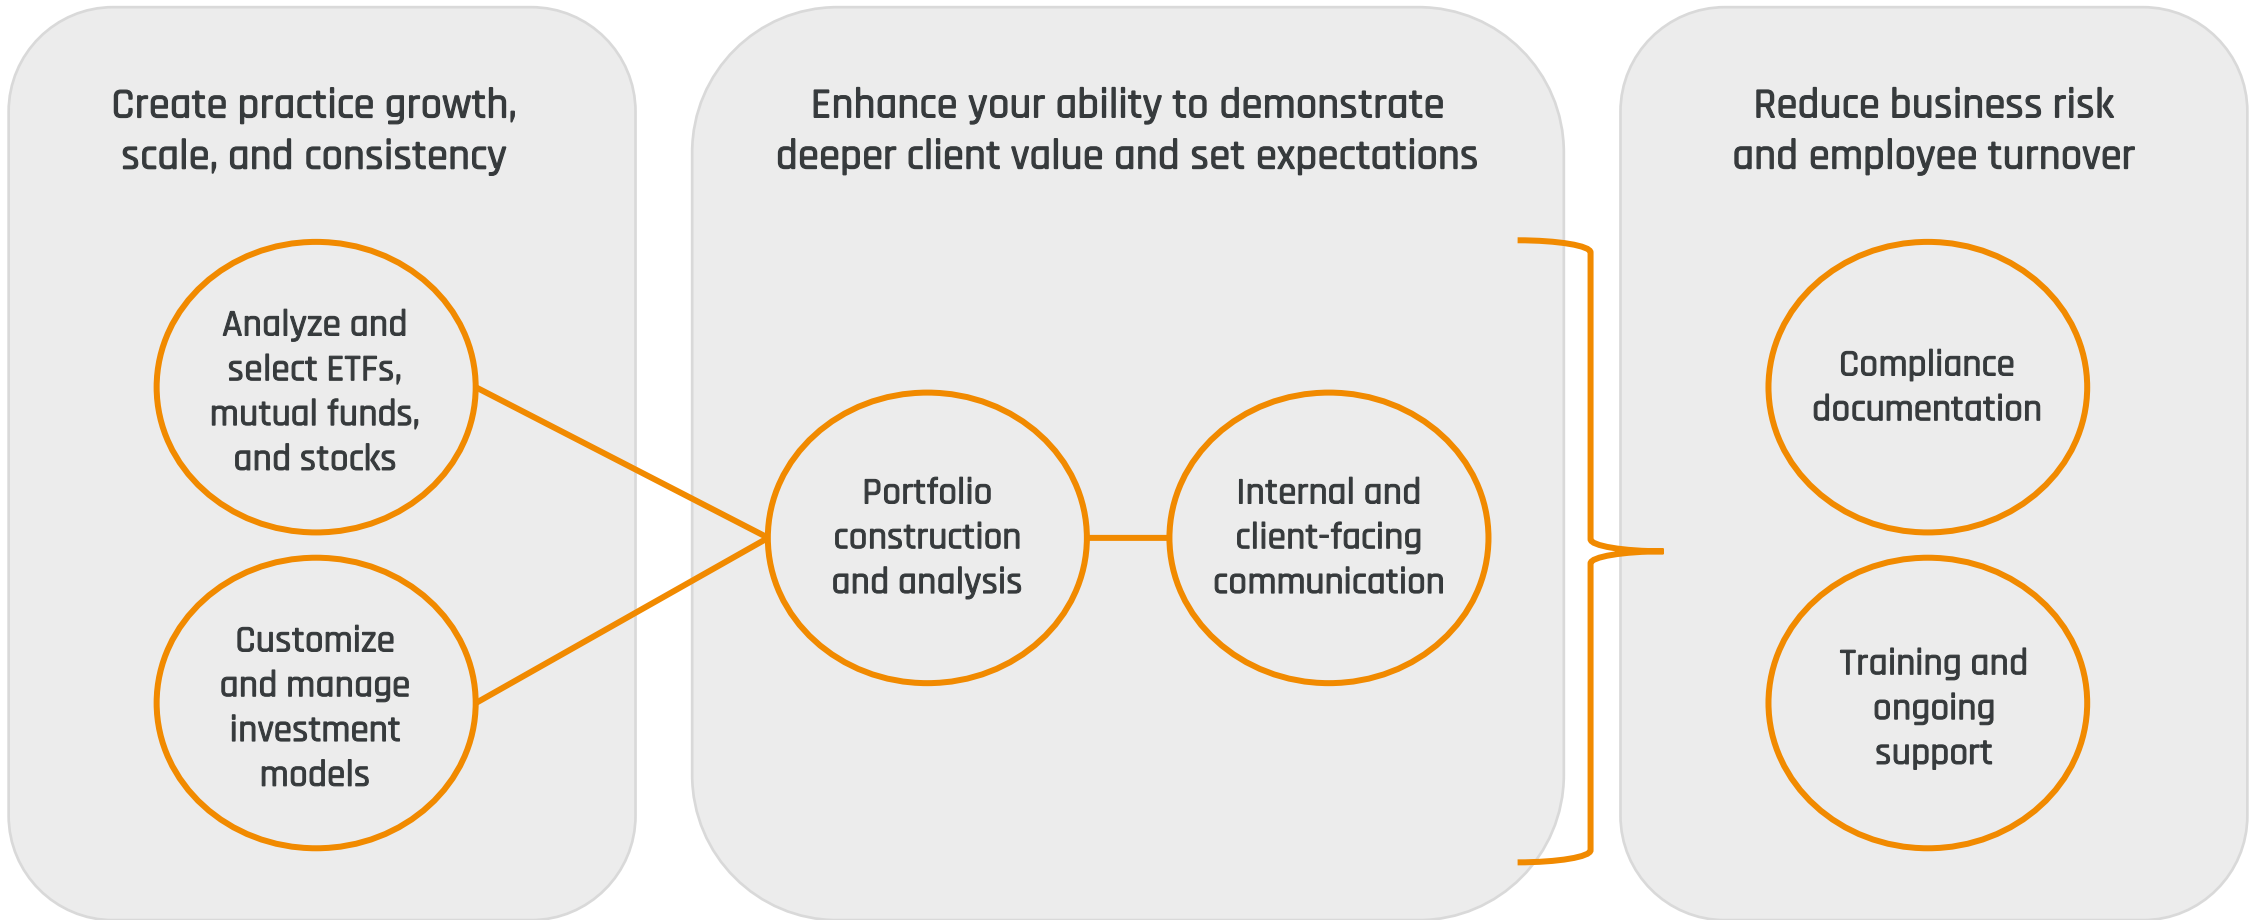 Create practice growth,
scale, and consistency
Analyze and
select ETFs,
mutual funds,
and stocks
Customize
and manage
investment
models
Enhance your ability to demonstrate
deeper client value and set expectations
Portfolio
construction
and analysis
Internal and
client-facing
communication
Reduce business risk
and employee turnover
Compliance
documentation
Training and
ongoing
support